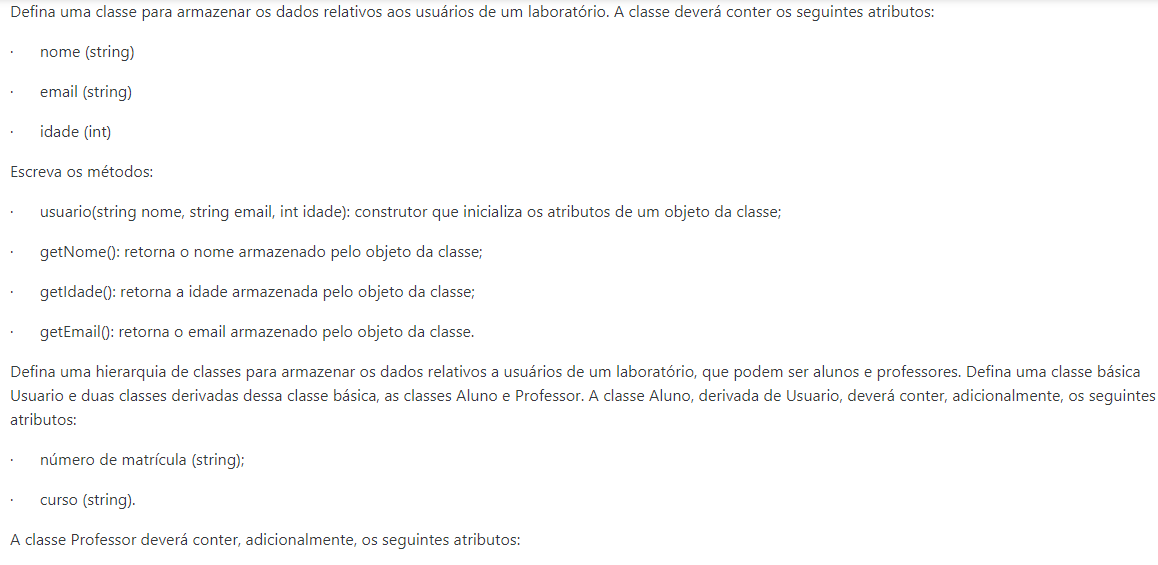 Defina uma classe para armazenar os dados relativos aos usuários de um laboratório. A classe deverá conter os seguintes atributos:
· nome (string)
· email (string)
· idade (int)
Escreva os métodos:
· usuario(string nome, string email, int idade): construtor que inicializa os atributos de um objeto da classe;
· getNome(): retorna o nome armazenado pelo objeto da classe;
· getIdade(): retorna a idade armazenada pelo objeto da classe;
· getEmail(): retorna o email armazenado pelo objeto da classe.
Defina uma hierarquia de classes para armazenar os dados relativos a usuários de um laboratório, que podem ser alunos e professores. Defina uma classe básica
Usuario e duas classes derivadas dessa classe básica, as classes Aluno e Professor. A classe Aluno, derivada de Usuario, deverá conter, adicionalmente, os seguintes
atributos:
· número de matrícula (string);
· curso (string).
A classe Professor deverá conter, adicionalmente, os seguintes atributos: